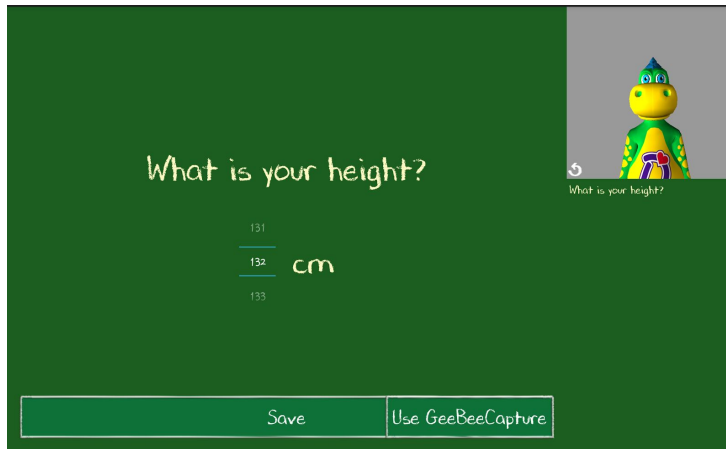 What is your height?
131
132 cm
133
Save
Use GeeBeeCapture
What is your height?